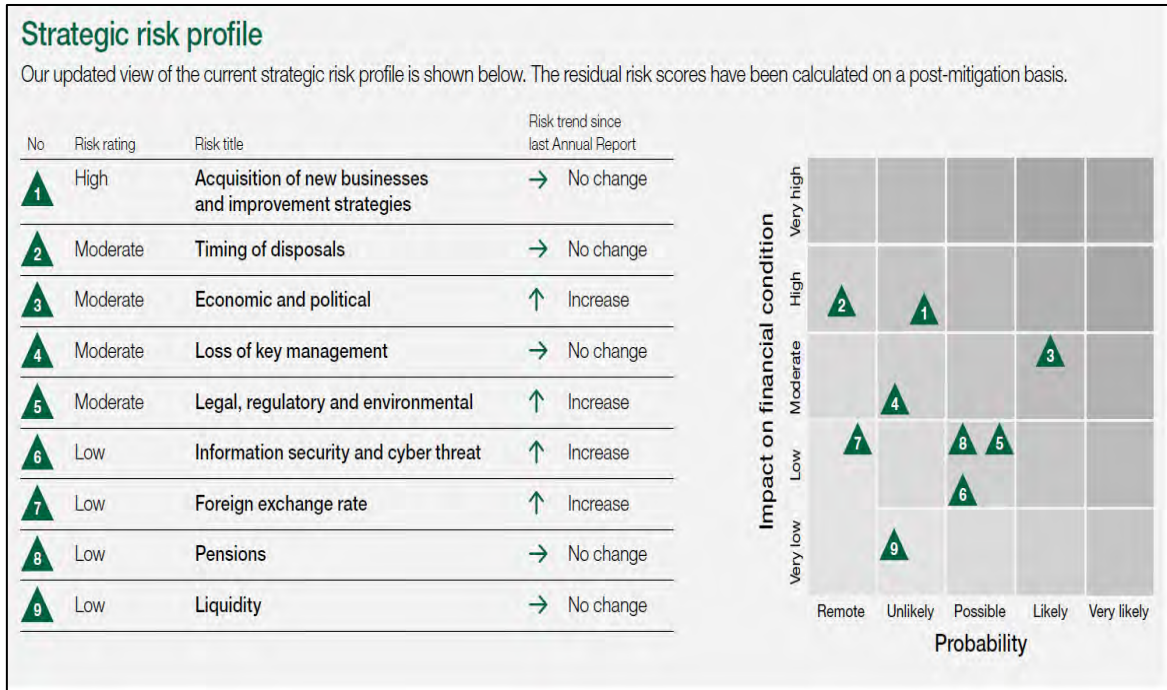 Strategic risk profile
Our updated view of the current strategic risk profile is shown below. The residual risk scores have been calculated on a post-mitigation basis.
Risk trend since
No Risk rating Risk title last Annual Report
1 High Acquisition of new businesses → No change
and improvement strategies
2 Moderate Timing of disposals → No change
3 Moderate Economic and political ↑ Increase
4 Moderate Loss of key management → No change
5 Moderate Legal, regulatory and environmental ↑ Increase
6 Low Information security and cyber threat ↑ Increase
7 Low Foreign exchange rate ↑ Increase
8 Low Pensions → No change
9 Low Liquidity → No change
Impact on financial condition
Very high
High
2 1
Moderate
3
4
Low
7 8 5
6
Very low
9
Remote Unlikely Possible Likely Very likely
Probability